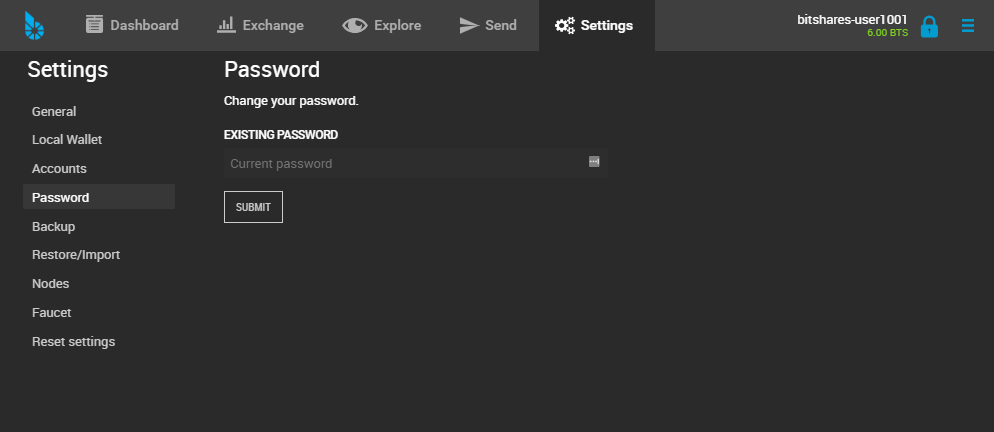 Dashboard Exchange Explore Send Settings bitshares-user1001
6.00 BTS
Settings
General
Local Wallet
Accounts
Password
Backup
Restore/Import
Nodes
Faucet
Reset settings
Password
Change your password.
EXISTING PASSWORD
Current password
SUBMIT